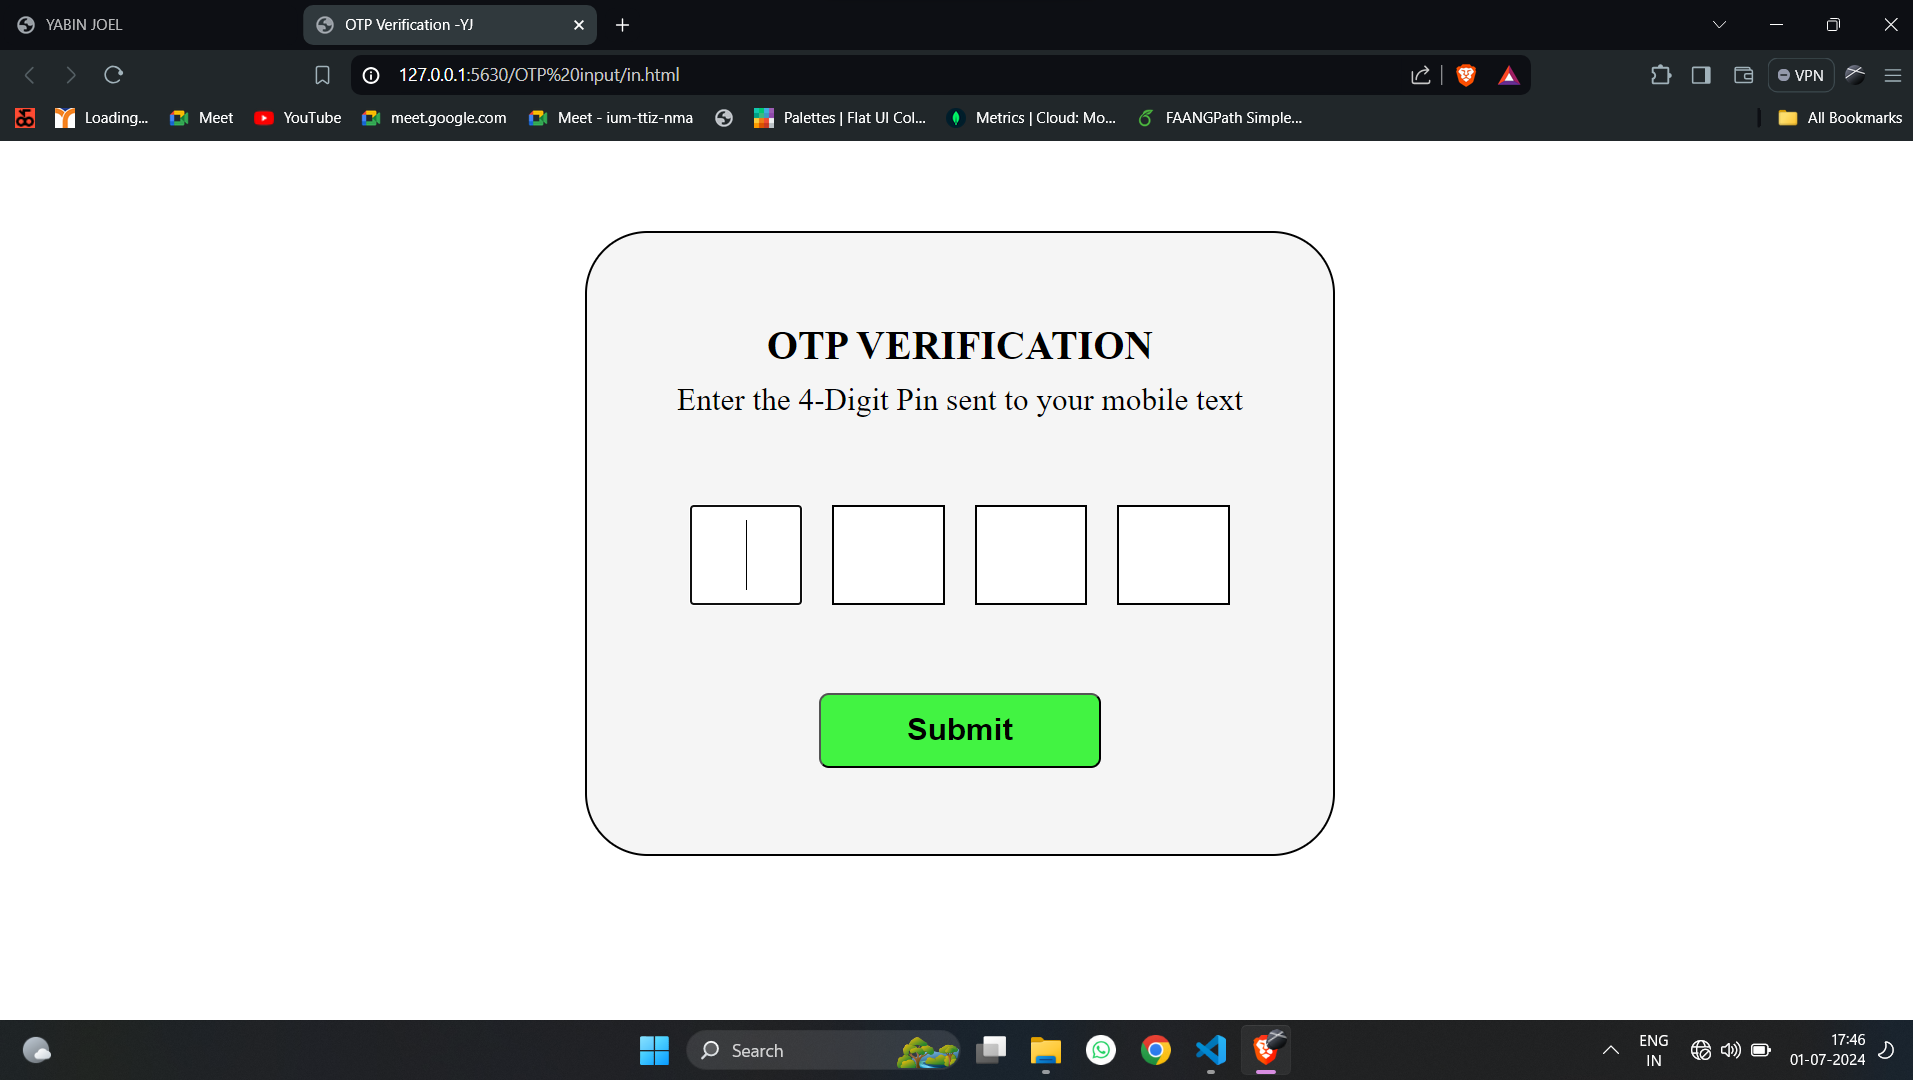 YABIN JOEL
OTP Verification -YJ
127.0.0.1:5630/OTP%20input/in.html
VPN
Loading... Meet YouTube meet.google.com Meet - ium-ttiz-nma Palettes | Flat UI Col... Metrics | Cloud: Mo... FAANGPath Simple... All Bookmarks
OTP VERIFICATION
Enter the 4-Digit Pin sent to your mobile text
Submit
Search
ENG
IN
17:46
01-07-2024